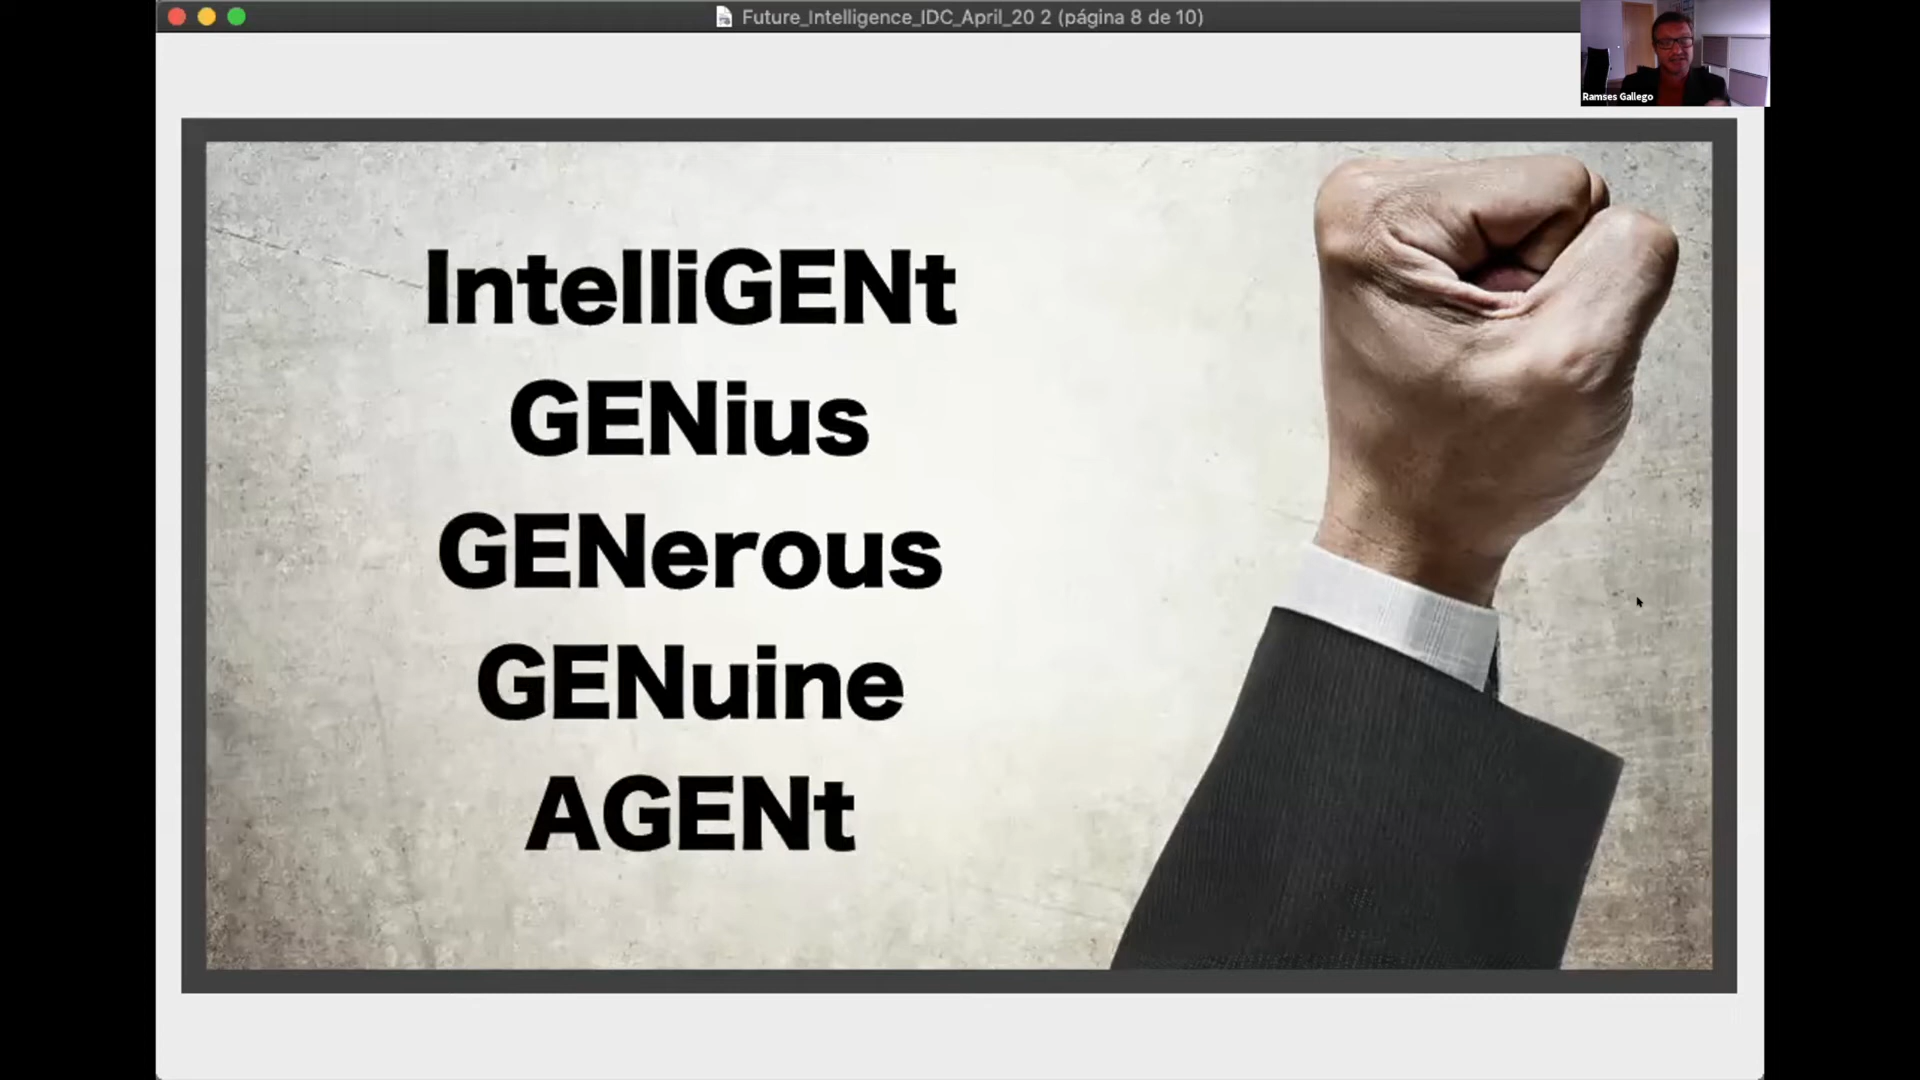 Future_Intelligence_IDC_April_20 2 (página 8 de 10)
Ramses Gallego
IntelliGENt
GENius
GENerous
GENuine
AGENt